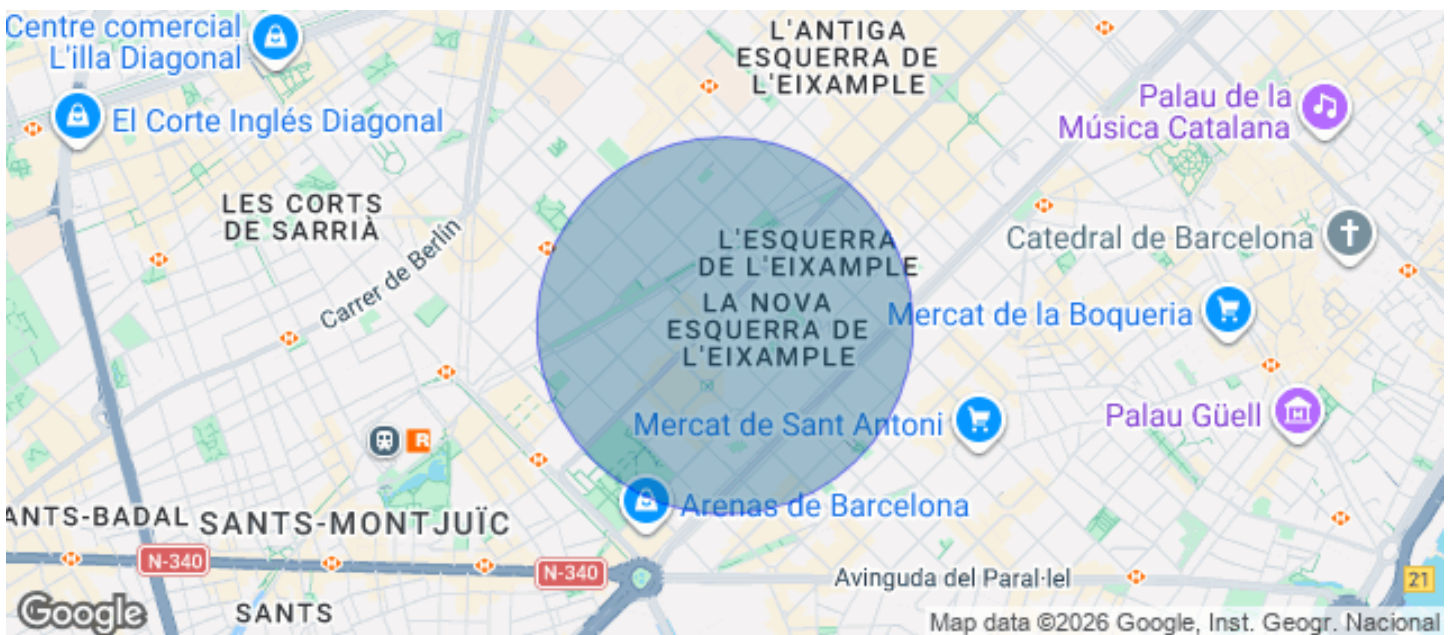 Centre comercial
L'illa Diagonal
L'ANTIGA
ESQUERRA DE
L'EIXAMPLE
El Corte Inglés Diagonal
Palau de la
Música Catalana
LES CORTS
DE SARRIÀ
Carrer de Berlín
L'ESQUERRA
DE L'EIXAMPLE
Catedral de Barcelona
LA NOVA
ESQUERRA DE
L'EIXAMPLE
Mercat de la Boqueria
Mercat de Sant Antoni
Palau Güell
R
Arenas de Barcelona
ANTS-BADAL
SANTS-MONTJUÏC
N-340
N-340
Avinguda del Paral·lel
21
SANTS
Google
Map data ©2026 Google, Inst. Geogr. Nacional